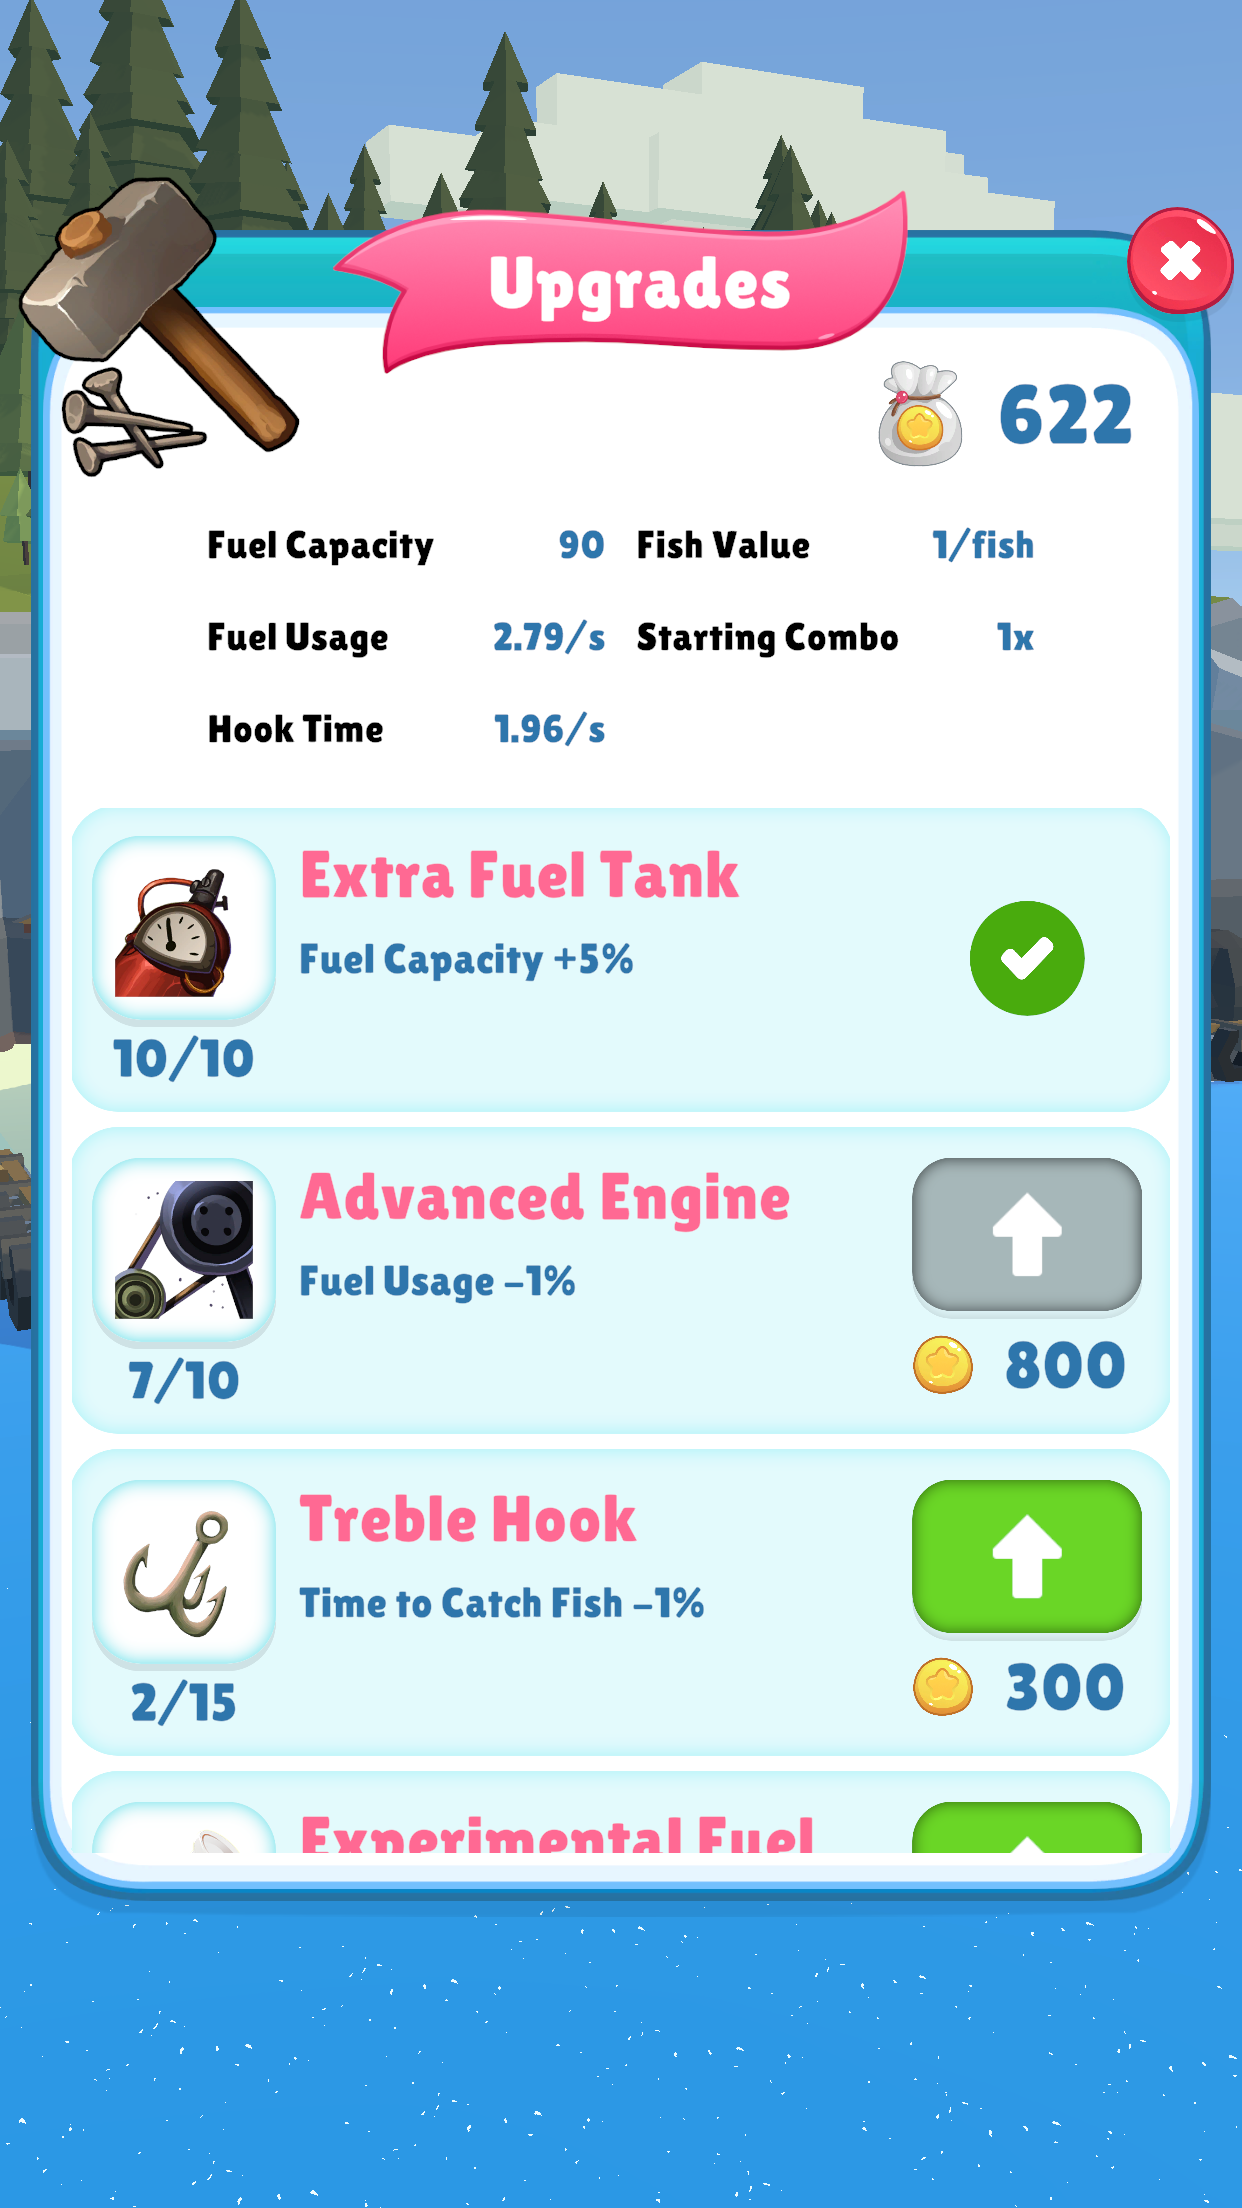 Upgrades
622
Fuel Capacity 90 Fish Value 1/fish
Fuel Usage 2.79/s Starting Combo 1x
Hook Time 1.96/s
Extra Fuel Tank
Fuel Capacity +5%
10/10
Advanced Engine
Fuel Usage -1%
7/10
800
Treble Hook
Time to Catch Fish -1%
2/15
300
Experimental Fuel